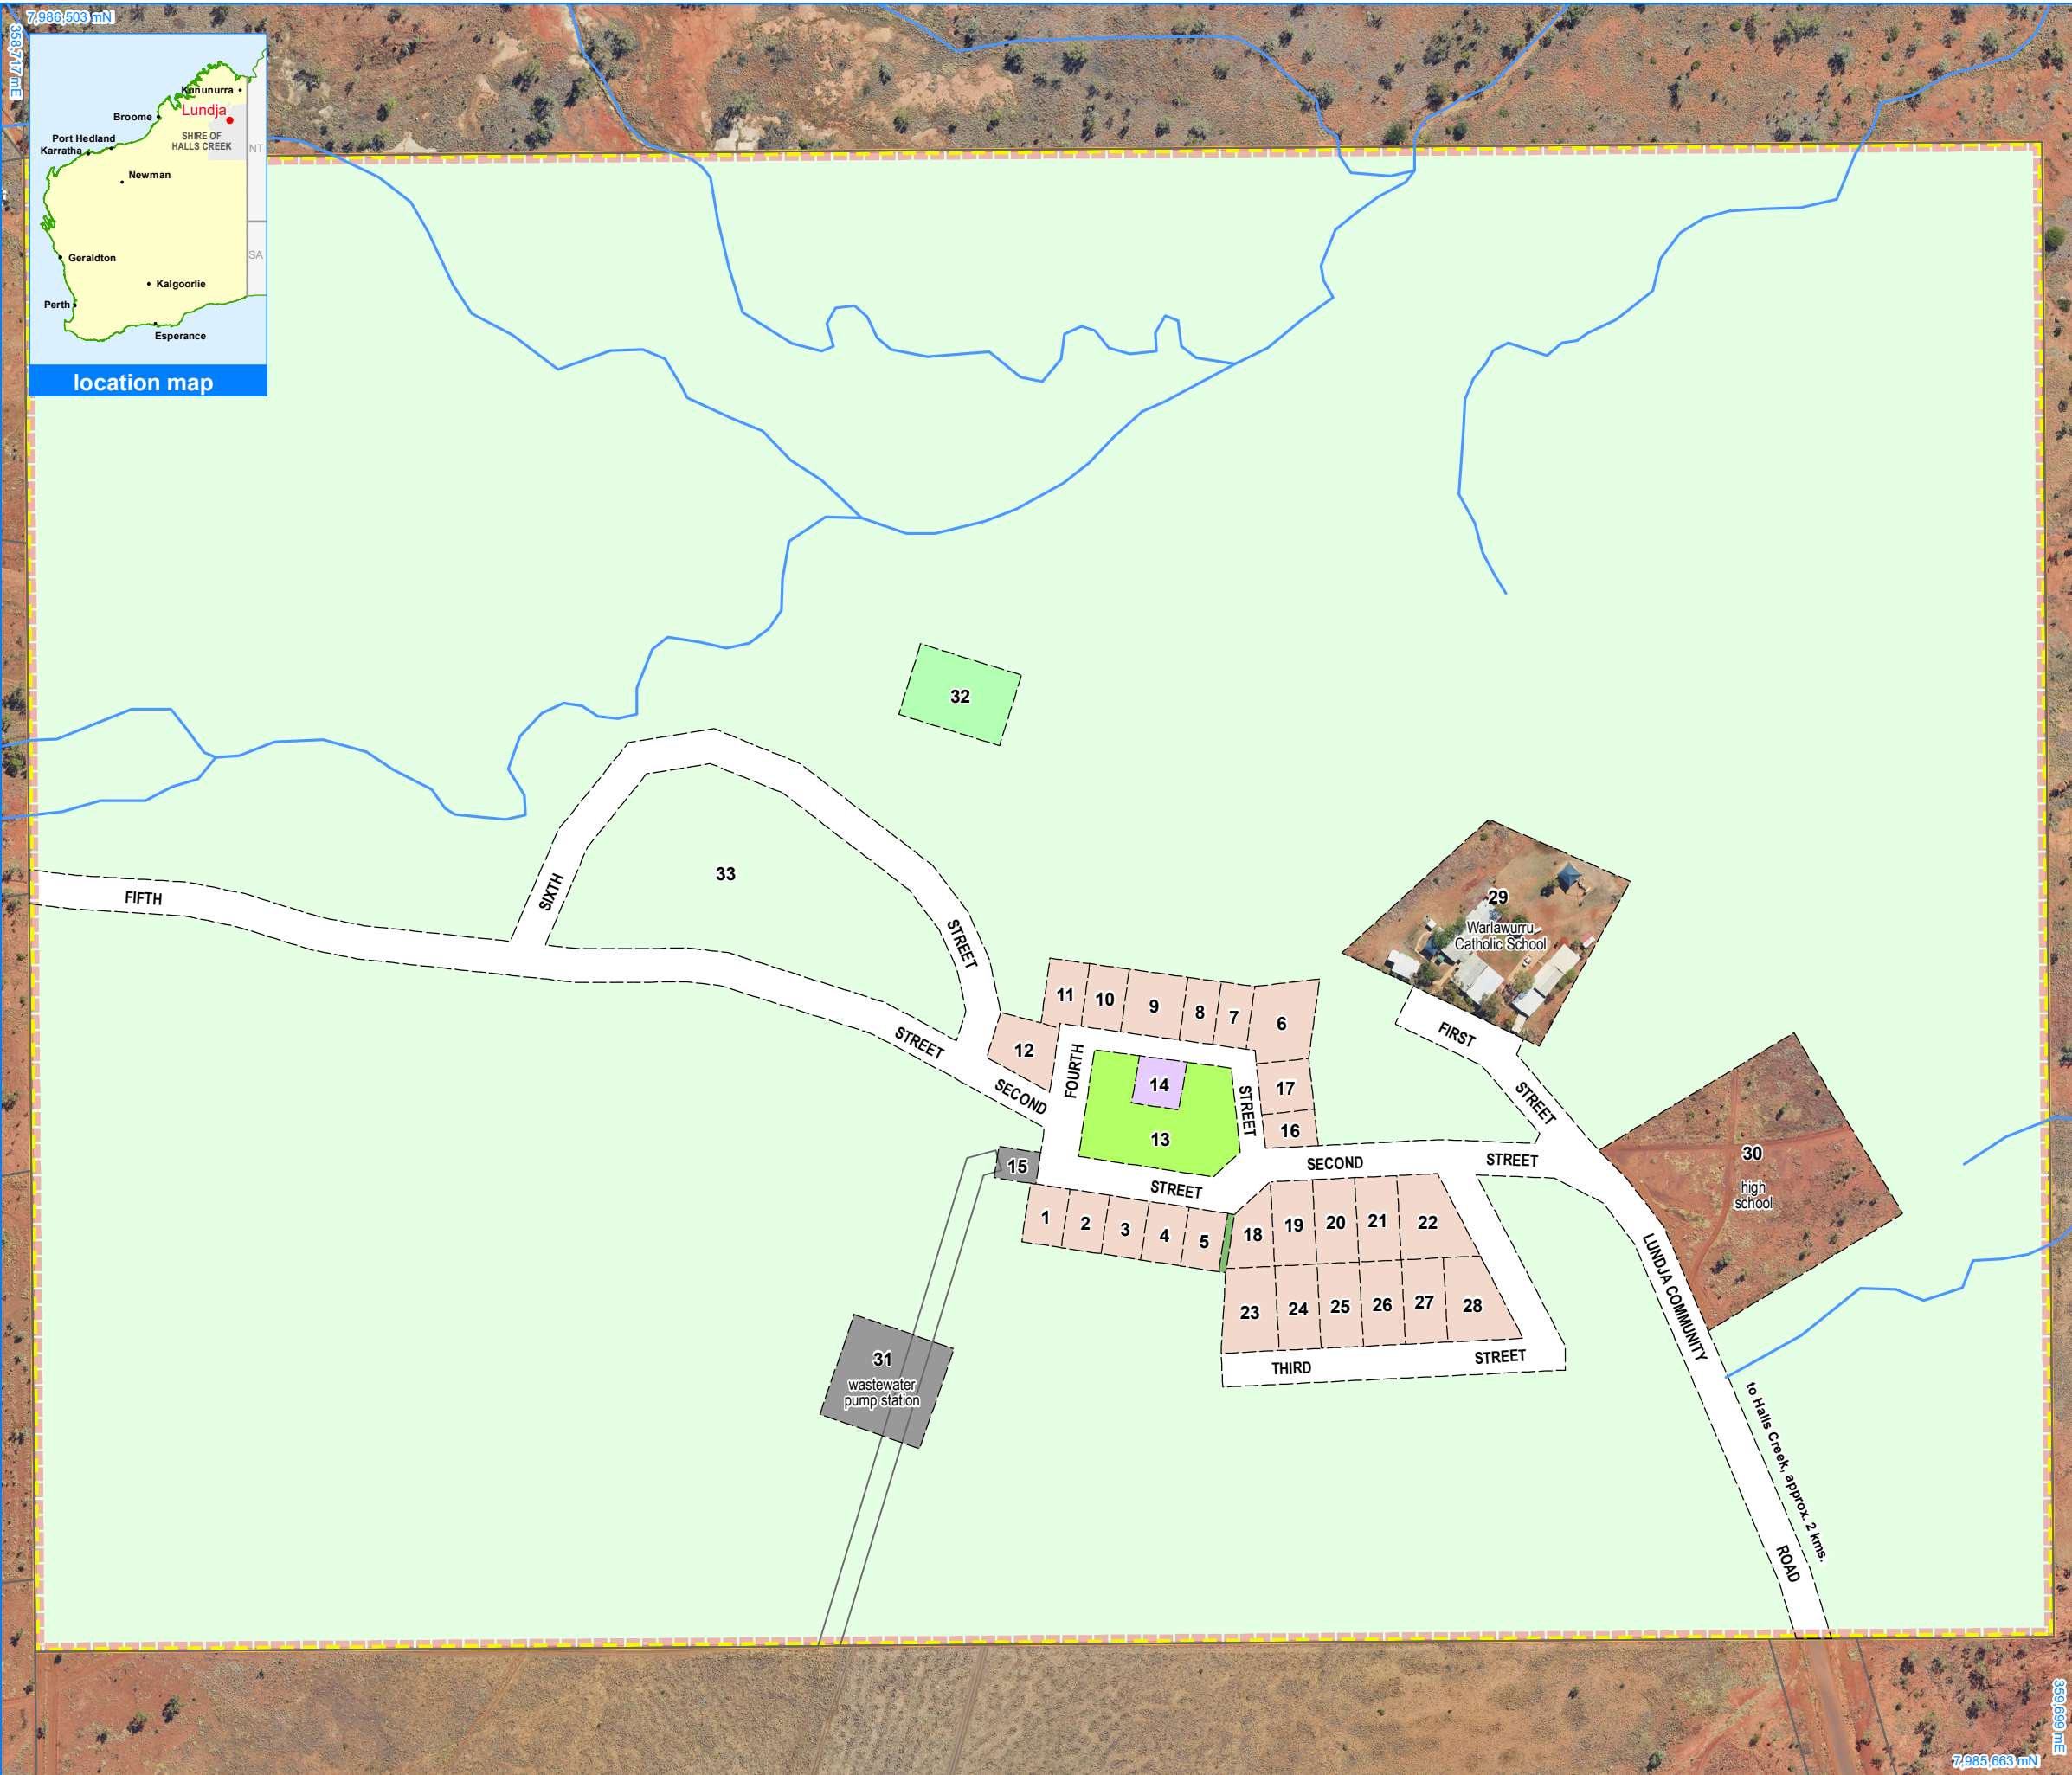 7,986,503 mN
358,717 mE
Kununurra
Lundja
Broome
SHIRE OF
HALLS CREEK
Port Hedland
Karratha
NT
Newman
SA
Geraldton
Kalgoorlie
Perth
Esperance
location map
32
33
FIFTH
SIXTH
STREET
STREET
SECOND
29
Warlawurru
Catholic School
FIRST
STREET
11
10
9
8
7
6
12
FOURTH
14
STREET
17
13
16
15
STREET
SECOND
STREET
30
high
school
1
2
3
4
5
18
19
20
21
22
23
24
25
26
27
28
THIRD
STREET
LUNDJA COMMUNITY
ROAD
to Halls Creek, approx. 2 kms.
31
wastewater
pump station
359,699 mE
7,985,663 mN